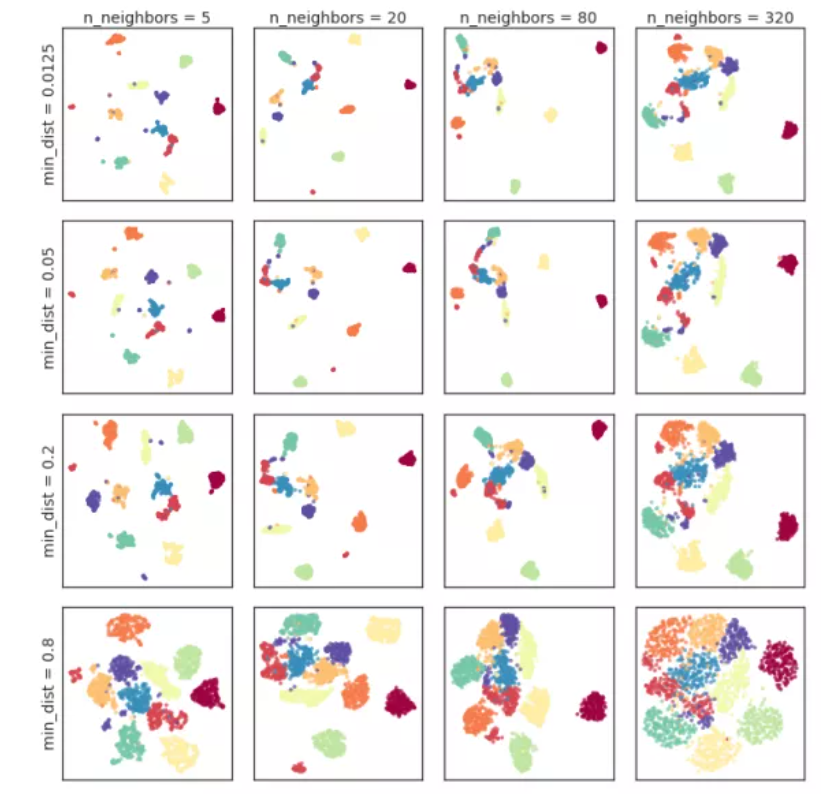 n_neighbors = 5 n_neighbors = 20 n_neighbors = 80 n_neighbors = 320
min_dist = 0.0125
min_dist = 0.05
min_dist = 0.2
min_dist = 0.8